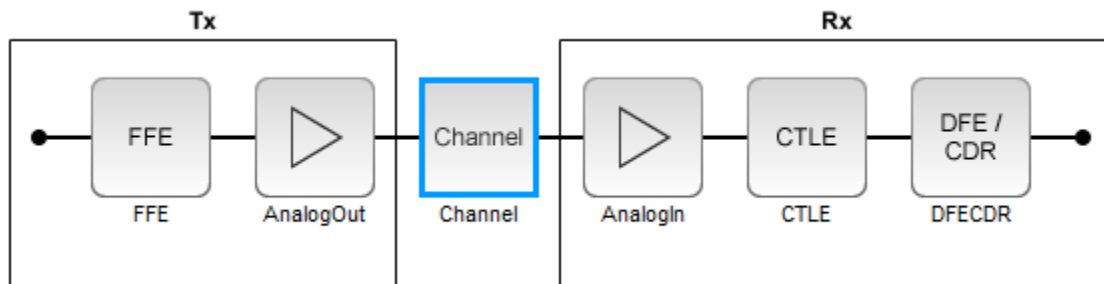 Tx
Rx
FFE
Channel
CTLE
DFE /
CDR
FFE
AnalogOut
Channel
AnalogIn
CTLE
DFECDR